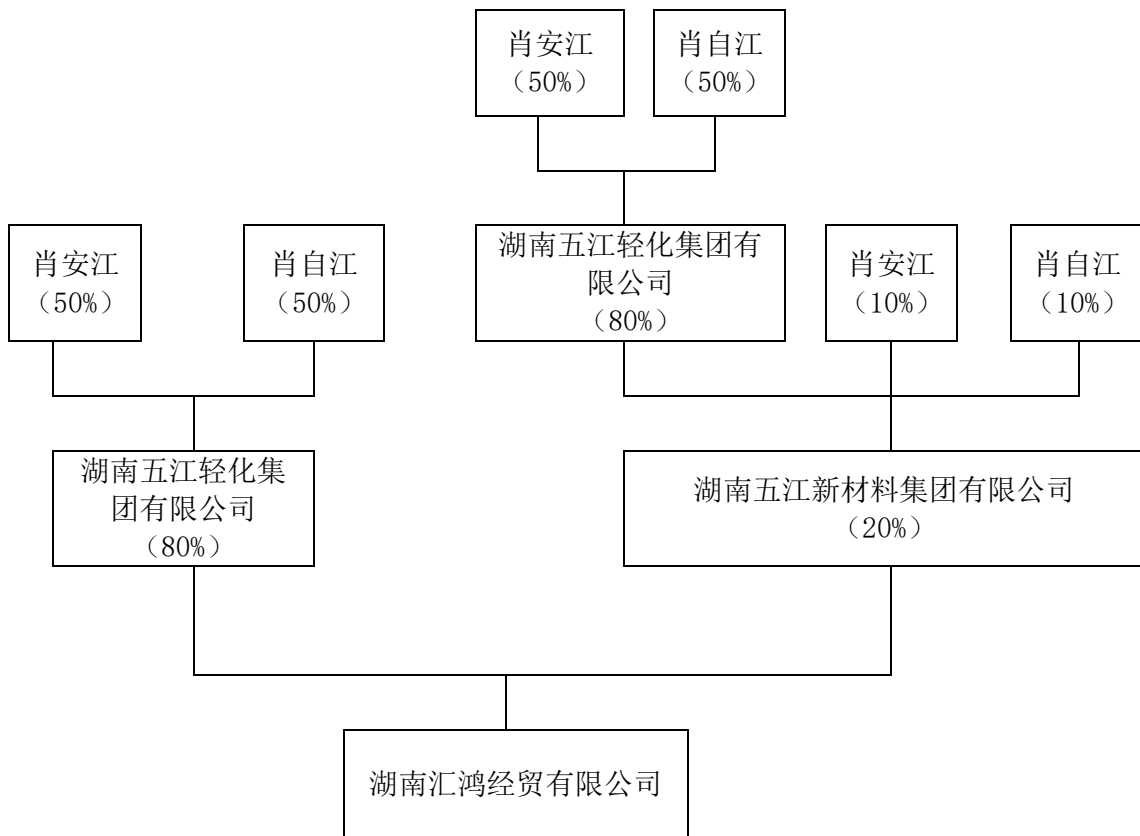 肖安江
（50%）
肖自江
（50%）
肖安江
（50%）
肖自江
（50%）
湖南五江轻化集团有
限公司
（80%）
肖安江
（10%）
肖自江
（10%）
湖南五江轻化集
团有限公司
（80%）
湖南五江新材料集团有限公司
（20%）
湖南汇鸿经贸有限公司